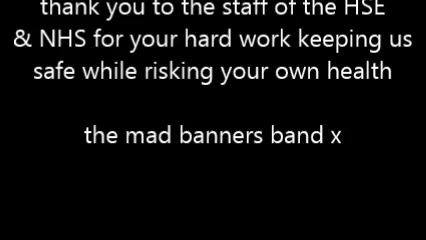 thank you to the staff of the HSE
& NHS for your hard work keeping us
safe while risking your own health
the mad banners band x